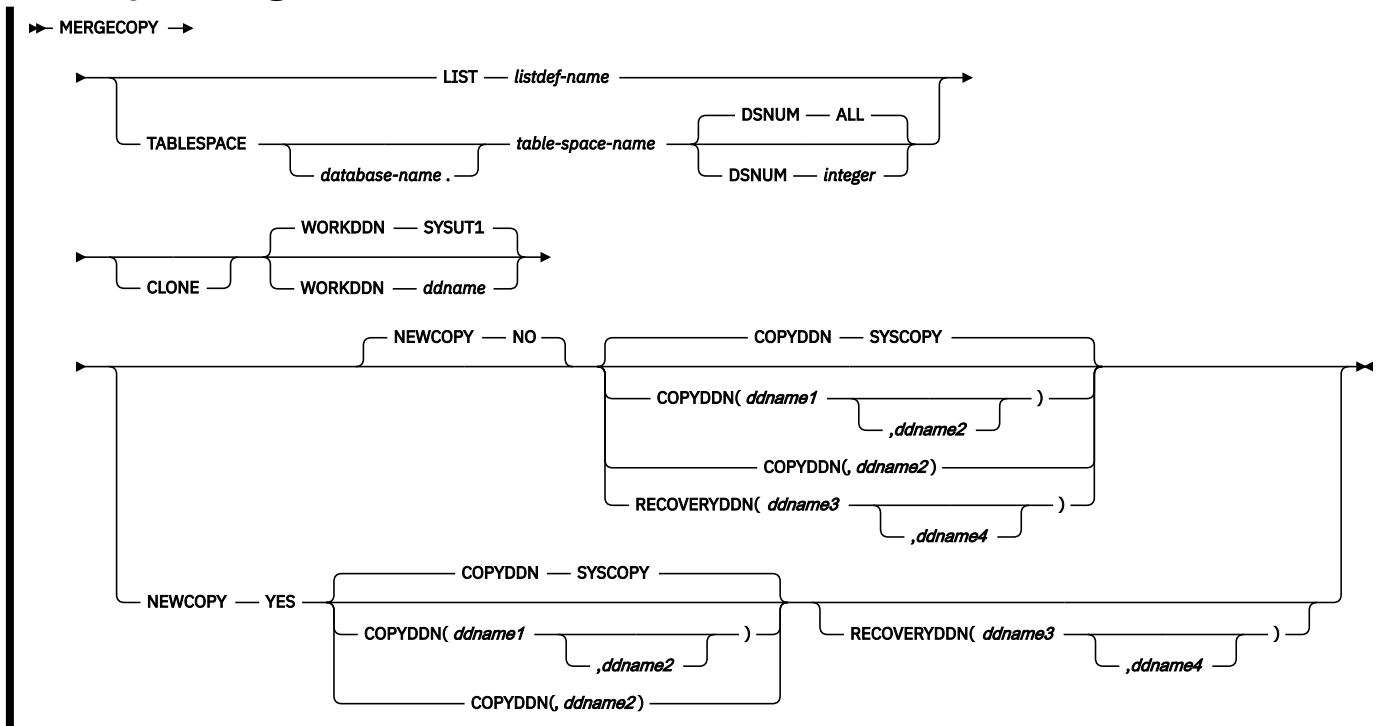 MERGECOPY
LIST listdef-name
DSNUM ALL
TABLESPACE table-space-name
database-name .
DSNUM integer
WORKDDN SYSUT1
CLONE
WORKDDN ddname
NEWCOPY NO
COPYDDN SYSCOPY
COPYDDN( ddname1 )
,ddname2
COPYDDN(, ddname2)
RECOVERYDDN( ddname3 )
,ddname4
COPYDDN SYSCOPY
NEWCOPY YES
COPYDDN( ddname1 )
,ddname2
RECOVERYDDN( ddname3 )
,ddname4
COPYDDN(, ddname2)